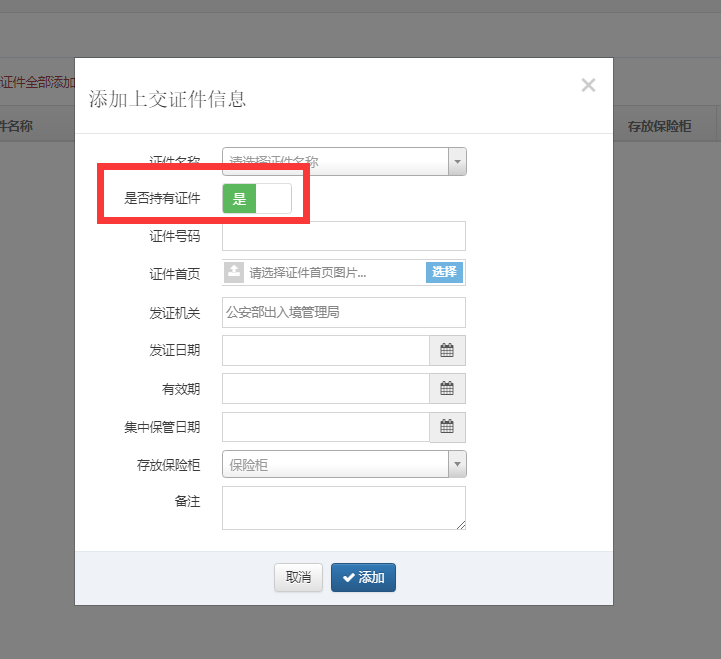 证件全部添加
添加上交证件信息
件名称
存放保险柜
证件名称 请选择证件名称
是否持有证件 是
证件号码
证件首页 请选择证件首页图片... 选择
发证机关 公安部出入境管理局
发证日期
有效期
集中保管日期
存放保险柜 保险柜
备注
取消 添加